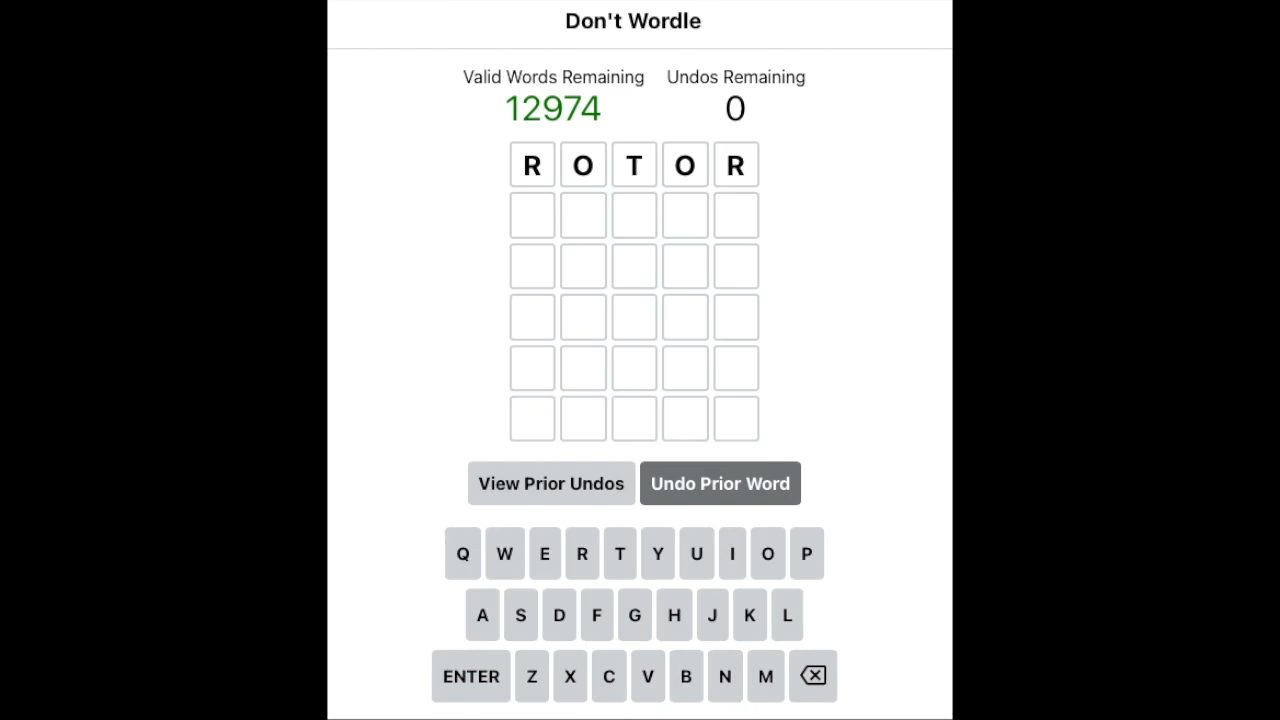 Don't Wordle
Valid Words Remaining Undos Remaining
12974 0
R O T O R
View Prior Undos Undo Prior Word
Q W E R T Y U I O P
A S D F G H J K L
ENTER Z X C V B N M